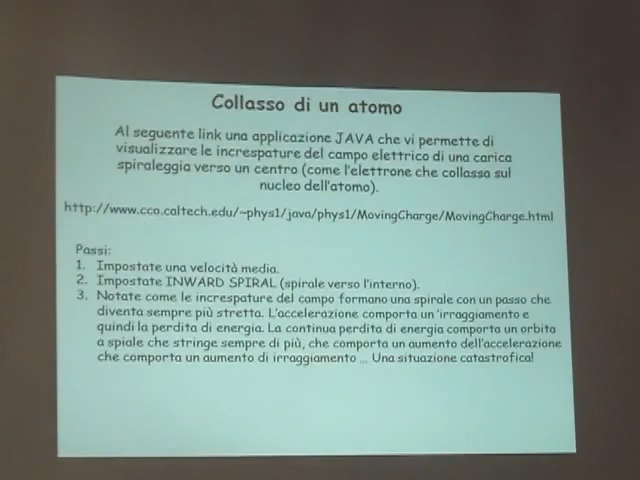 Collasso di un atomo
Al seguente link una applicazione JAVA che vi permette di
visualizzare le increspature del campo elettrico di una carica
spiraleggia verso un centro (come l'elettrone che collassa sul
nucleo dell'atomo).
http://www.cco.caltech.edu/~phys1/java/phys1/MovingCharge/MovingCharge.html
Passi:
1. Impostate una velocità media.
2. Impostate INWARD SPIRAL (spirale verso l'interno).
3. Notate come le increspature del campo formano una spirale con un passo che
diventa sempre più stretta. L'accelerazione comporta un 'irraggiamento e
quindi la perdita di energia. La continua perdita di energia comporta un orbita
a spiale che stringe sempre di più, che comporta un aumento dell'accelerazione
che comporta un aumento di irraggiamento ... Una situazione catastrofica!